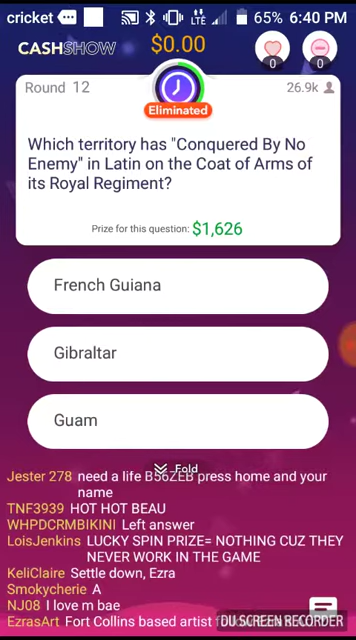 cricket 65% 6:40 PM
CASHSHOW $0.00
0 0
Round 12 26.9k
Eliminated
Which territory has "Conquered By No
Enemy" in Latin on the Coat of Arms of
its Royal Regiment?
Prize for this question: $1,626
French Guiana
Gibraltar
Guam
Fold
Jester 278 need a life B56ZEB press home and your
name
TNF3939 HOT HOT BEAU
WHPDCRMBIKINI Left answer
LoisJenkins LUCKY SPIN PRIZE= NOTHING CUZ THEY
NEVER WORK IN THE GAME
KeliClaire Settle down, Ezra
Smokycherie A
NJ08 I love m bae
EzrasArt Fort Collins based artist
DU SCREEN RECORDER